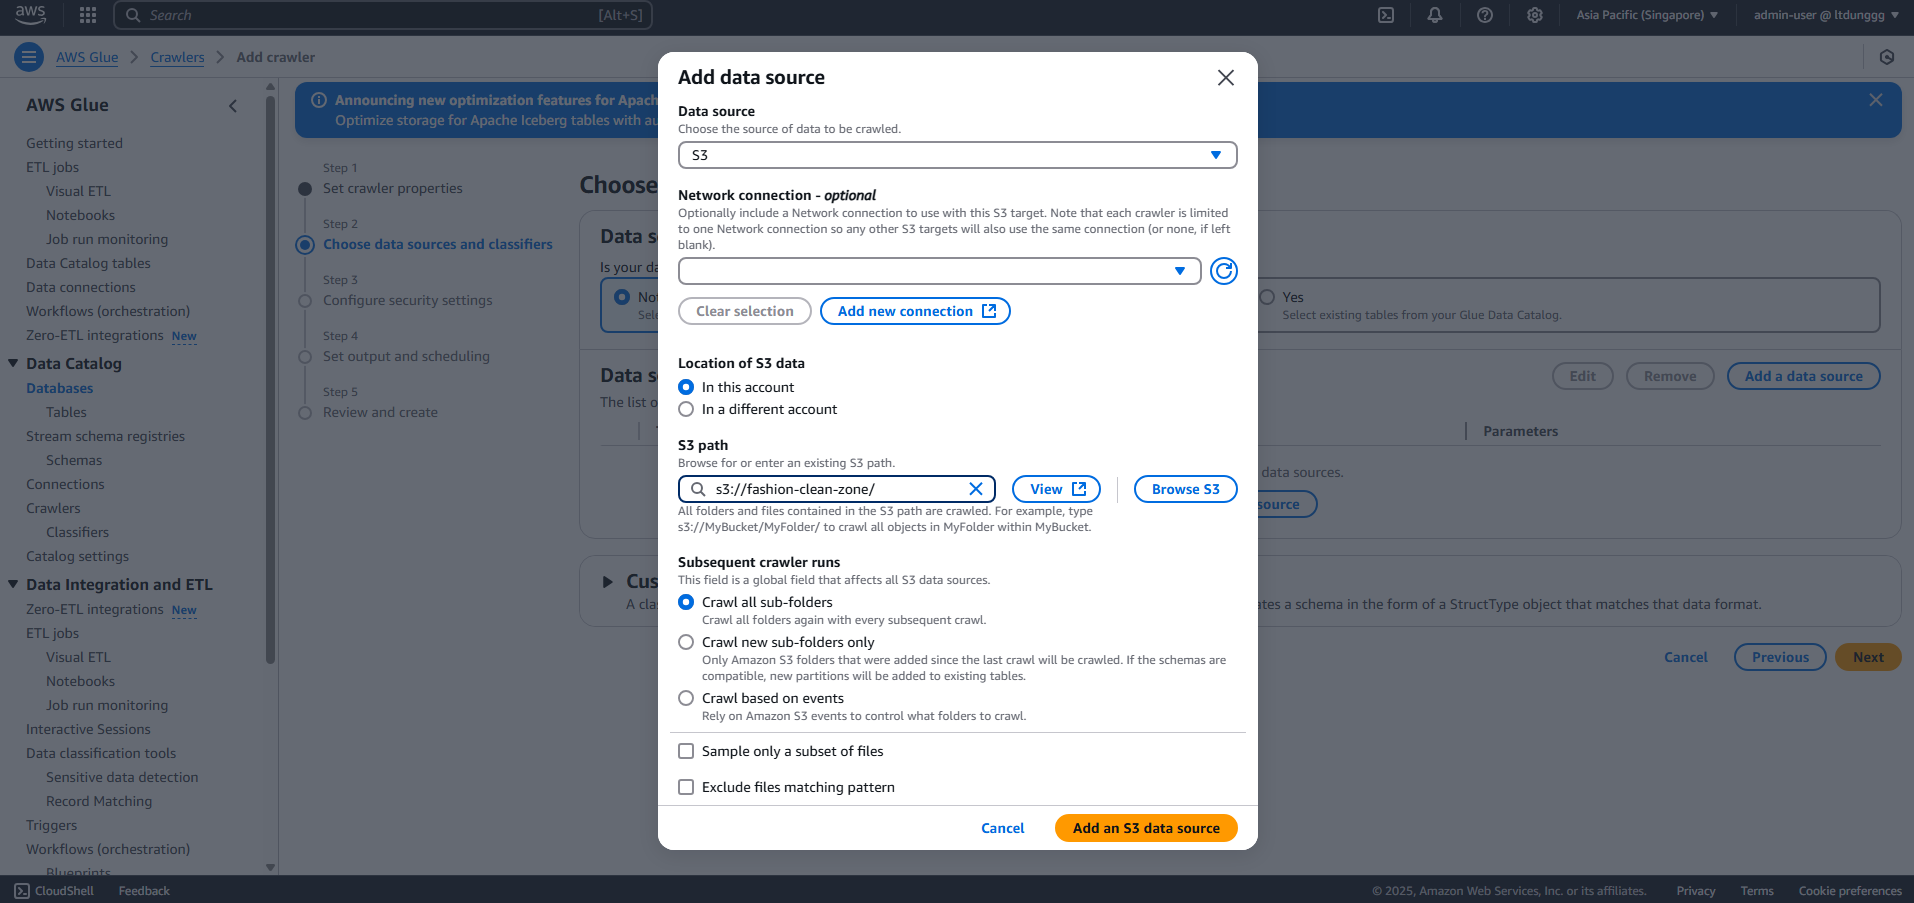 aws
Search
[Alt+S]
Asia Pacific (Singapore)
admin-user @ ltdunggg
AWS Glue
Crawlers
Add crawler
AWS Glue
Getting started
ETL jobs
Visual ETL
Notebooks
Job run monitoring
Data Catalog tables
Data connections
Workflows (orchestration)
Zero-ETL integrations New
Data Catalog
Databases
Tables
Stream schema registries
Schemas
Connections
Crawlers
Classifiers
Catalog settings
Data Integration and ETL
Zero-ETL integrations New
ETL jobs
Visual ETL
Notebooks
Job run monitoring
Interactive Sessions
Data classification tools
Sensitive data detection
Record Matching
Triggers
Workflows (orchestration)
Blueprints
Announcing new optimization features for Apac
Optimize storage for Apache Iceberg tables with au
Step 1
Set crawler properties
Step 2
Choose data sources and classifiers
Step 3
Configure security settings
Step 4
Set output and scheduling
Step 5
Review and create
Choose
Data s
Is your da
Not
Sele
Yes
Select existing tables from your Glue Data Catalog.
Data s
The list o
Edit
Remove
Add a data source
Parameters
data sources.
source
Cus
A clas
ates a schema in the form of a StructType object that matches that data format.
Cancel
Previous
Next
Add data source
Data source
Choose the source of data to be crawled.
S3
Network connection - optional
Optionally include a Network connection to use with this S3 target. Note that each crawler is limited
to one Network connection so any other S3 targets will also use the same connection (or none, if left
blank).
Clear selection
Add new connection
Location of S3 data
In this account
In a different account
S3 path
Browse for or enter an existing S3 path.
s3://fashion-clean-zone/
View
Browse S3
All folders and files contained in the S3 path are crawled. For example, type
s3://MyBucket/MyFolder/ to crawl all objects in MyFolder within MyBucket.
Subsequent crawler runs
This field is a global field that affects all S3 data sources.
Crawl all sub-folders
Crawl all folders again with every subsequent crawl.
Crawl new sub-folders only
Only Amazon S3 folders that were added since the last crawl will be crawled. If the schemas are
compatible, new partitions will be added to existing tables.
Crawl based on events
Rely on Amazon S3 events to control what folders to crawl.
Sample only a subset of files
Exclude files matching pattern
Cancel
Add an S3 data source
CloudShell
Feedback
© 2025, Amazon Web Services, Inc. or its affiliates.
Privacy
Terms
Cookie preferences